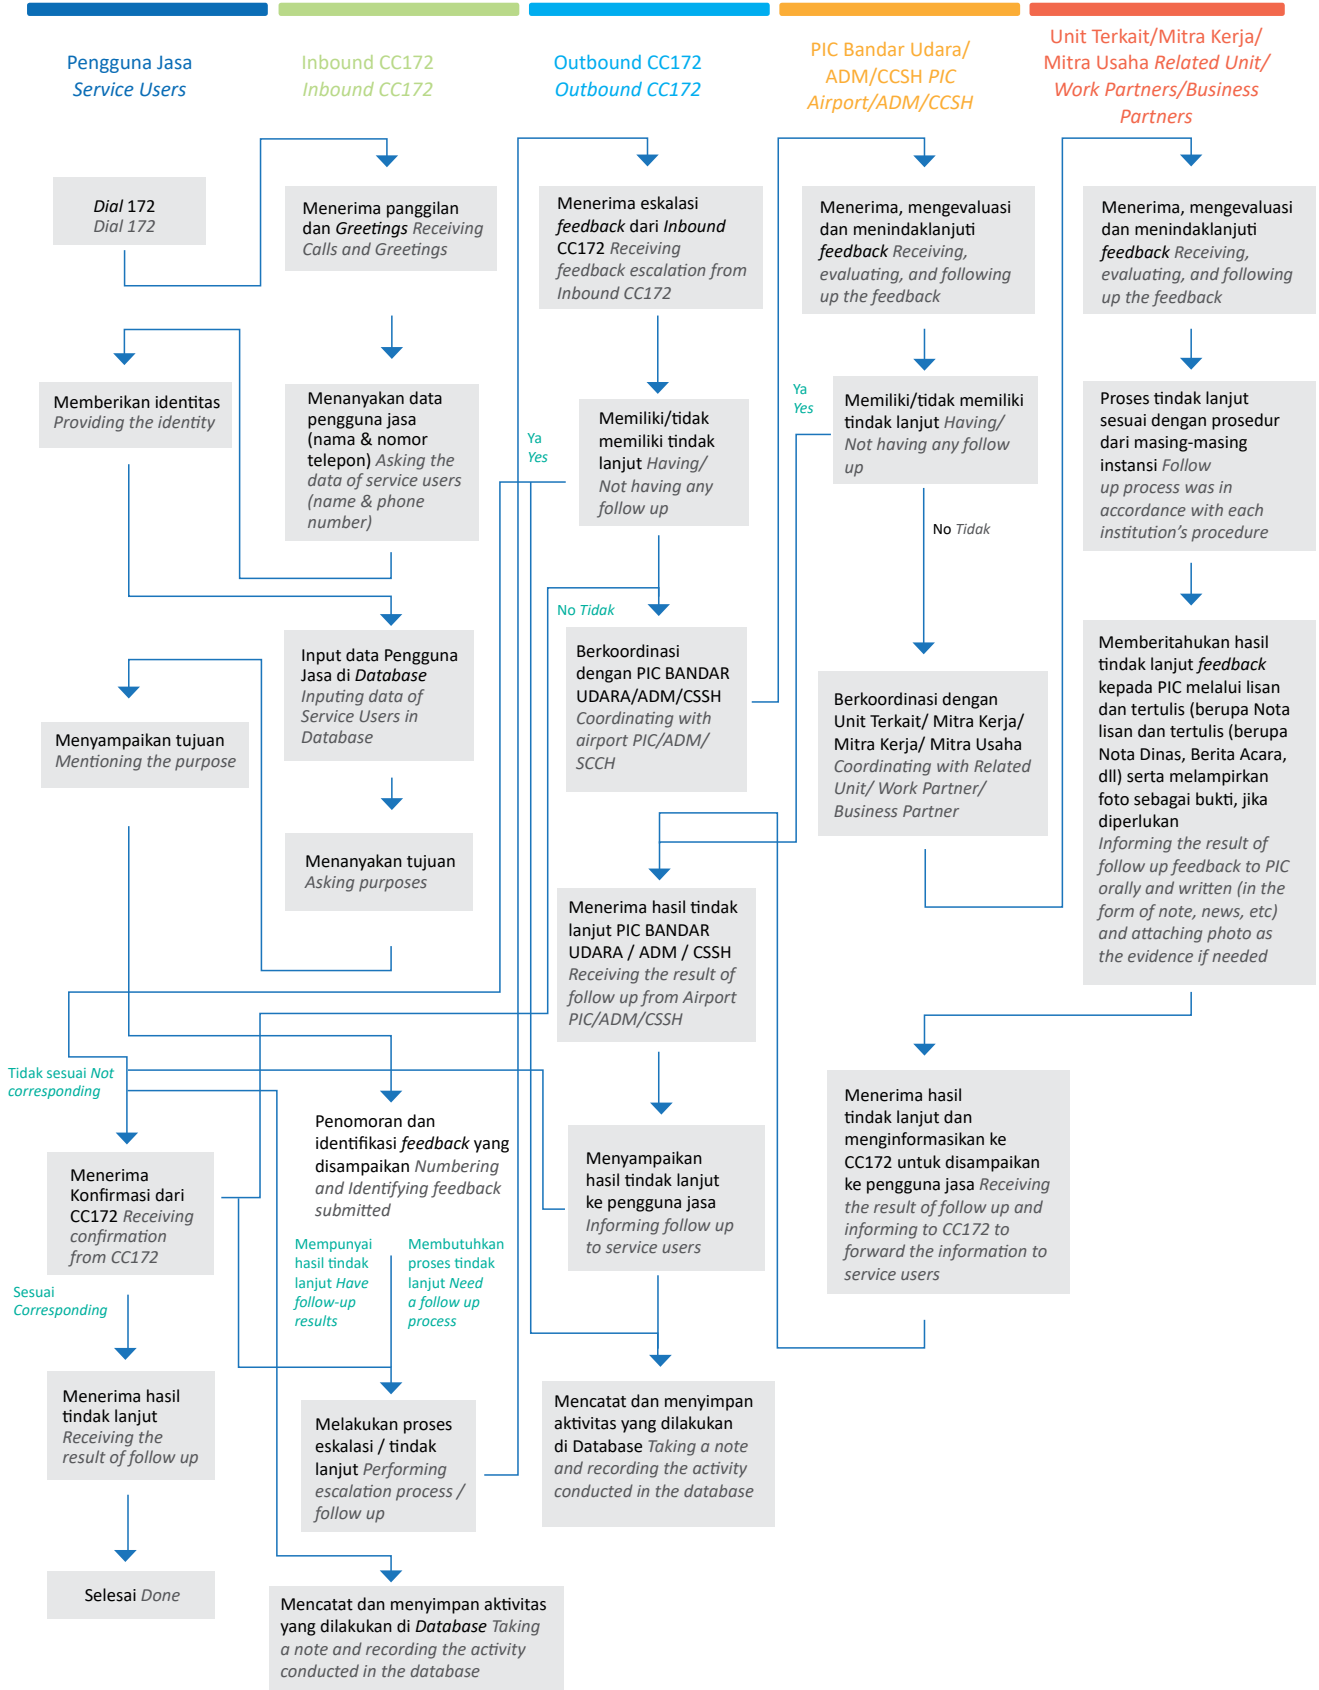 Pengguna Jasa
Service Users
Inbound CC172
Inbound CC172
Outbound CC172
Outbound CC172
PIC Bandar Udara/
ADM/CCSH PIC
Airport/ADM/CCSH
Unit Terkait/Mitra Kerja/
Mitra Usaha Related Unit/
Work Partners/Business
Partners
Dial 172
Dial 172
Memberikan identitas
Providing the identity
Menyampaikan tujuan
Mentioning the purpose
Tidak sesuai Not
corresponding
Menerima
Konfirmasi dari
CC172 Receiving
confirmation
from CC172
Sesuai
Corresponding
Menerima hasil
tindak lanjut
Receiving the
result of follow up
Selesai Done
Menerima panggilan
dan Greetings Receiving
Calls and Greetings
Menanyakan data
pengguna jasa
(nama & nomor
telepon) Asking the
data of service users
(name & phone
number)
Input data Pengguna
Jasa di Database
Inputing data of
Service Users in
Database
Menanyakan tujuan
Asking purposes
Penomoran dan
identifikasi feedback yang
disampaikan Numbering
and Identifying feedback
submitted
Mempunyai
hasil tindak
lanjut Have
follow-up
results
Membutuhkan
proses tindak
lanjut Need
a follow up
process
Melakukan proses
eskalasi / tindak
lanjut Performing
escalation process /
follow up
Mencatat dan menyimpan aktivitas
yang dilakukan di Database Taking
a note and recording the activity
conducted in the database
Menerima eskalasi
feedback dari Inbound
CC172 Receiving
feedback escalation from
Inbound CC172
Ya
Yes
Memiliki/tidak
memiliki tindak
lanjut Having/
Not having any
follow up
No Tidak
Berkoordinasi
dengan PIC BANDAR
UDARA/ADM/CSSH
Coordinating with
airport PIC/ADM/
SCCH
Menerima hasil tindak
lanjut PIC BANDAR
UDARA / ADM / CSSH
Receiving the result of
follow up from Airport
PIC/ADM/CSSH
Menyampaikan
hasil tindak lanjut
ke pengguna jasa
Informing follow up
to service users
Mencatat dan menyimpan
aktivitas yang dilakukan
di Database Taking a note
and recording the activity
conducted in the database
Menerima, mengevaluasi
dan menindaklanjuti
feedback Receiving,
evaluating, and following
up the feedback
Ya
Yes
Memiliki/tidak memiliki
tindak lanjut Having/
Not having any follow
up
No Tidak
Berkoordinasi dengan
Unit Terkait/ Mitra Kerja/
Mitra Kerja/ Mitra Usaha
Coordinating with Related
Unit/ Work Partner/
Business Partner
Menerima hasil
tindak lanjut dan
menginformasikan ke
CC172 untuk disampaikan
ke pengguna jasa Receiving
the result of follow up and
informing to CC172 to
forward the information to
service users
Menerima, mengevaluasi
dan menindaklanjuti
feedback Receiving,
evaluating, and following
up the feedback
Proses tindak lanjut
sesuai dengan prosedur
dari masing-masing
instansi Follow
up process was in
accordance with each
institution's procedure
Memberitahukan hasil
tindak lanjut feedback
kepada PIC melalui lisan
dan tertulis (berupa Nota
lisan dan tertulis (berupa
Nota Dinas, Berita Acara,
dll) serta melampirkan
foto sebagai bukti, jika
diperlukan
Informing the result of
follow up feedback to PIC
orally and written (in the
form of note, news, etc)
and attaching photo as
the evidence if needed